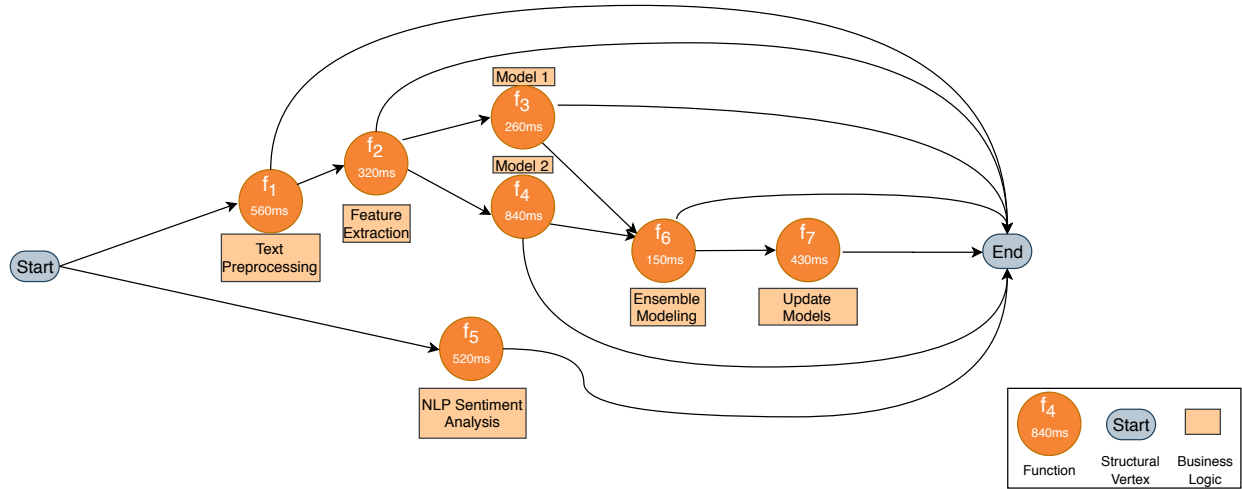 Model 1
f3
260ms
f2
320ms
Model 2
f1
560ms
f4
840ms
Feature
Extraction
Text
Preprocessing
f6
150ms
f7
430ms
Start
End
Ensemble
Modeling
Update
Models
f5
520ms
NLP Sentiment
Analysis
f4
840ms
Start
Function
Structural
Vertex
Business
Logic